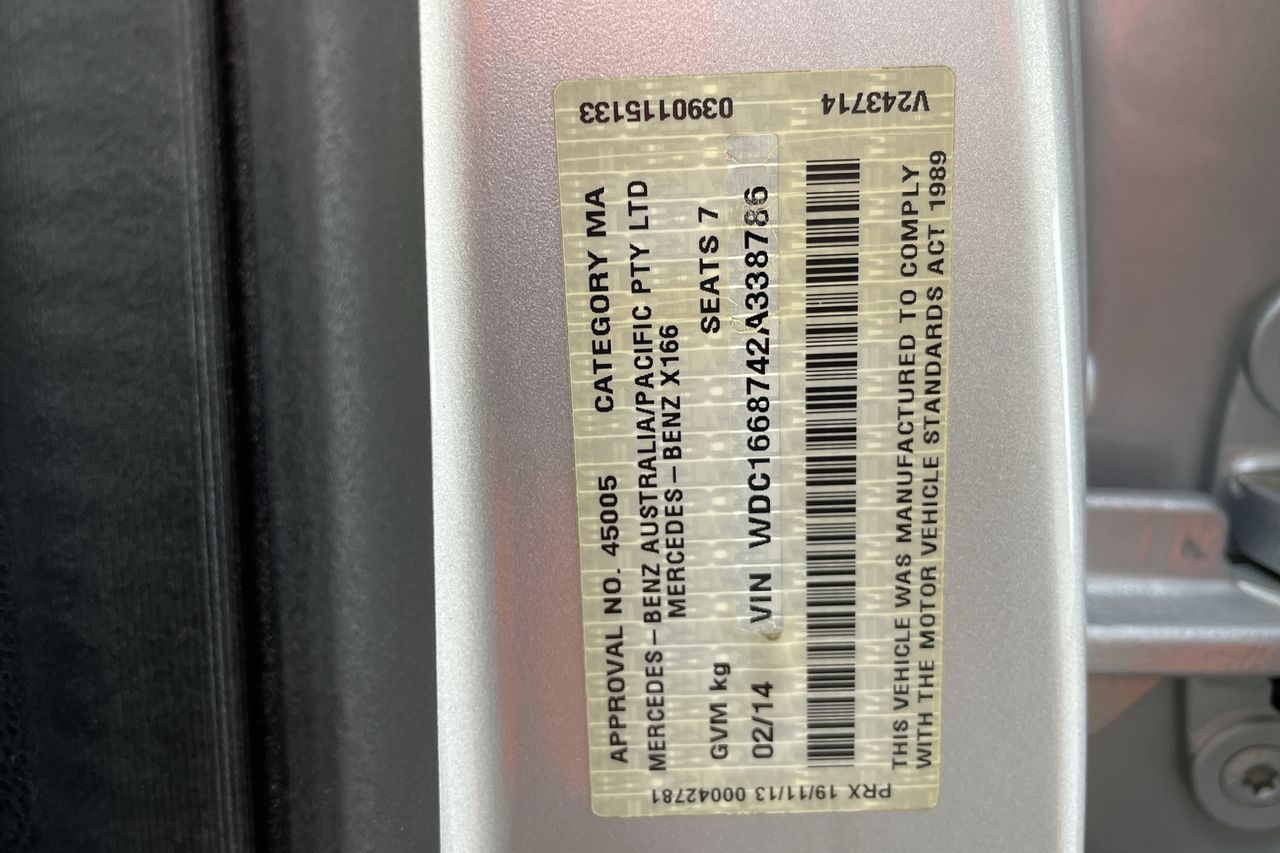 APPROVAL NO. 45005 CATEGORY MA
MERCEDES-BENZ AUSTRALIA/PACIFIC PTY LTD
MERCEDES-BENZ X166
GVM kg SEATS 7
02/14 VIN WDC1668742A338786
THIS VEHICLE WAS MANUFACTURED TO COMPLY
WITH THE MOTOR VEHICLE STANDARDS ACT 1989
0390115133 V243714
PRX 19/11/13 00042781